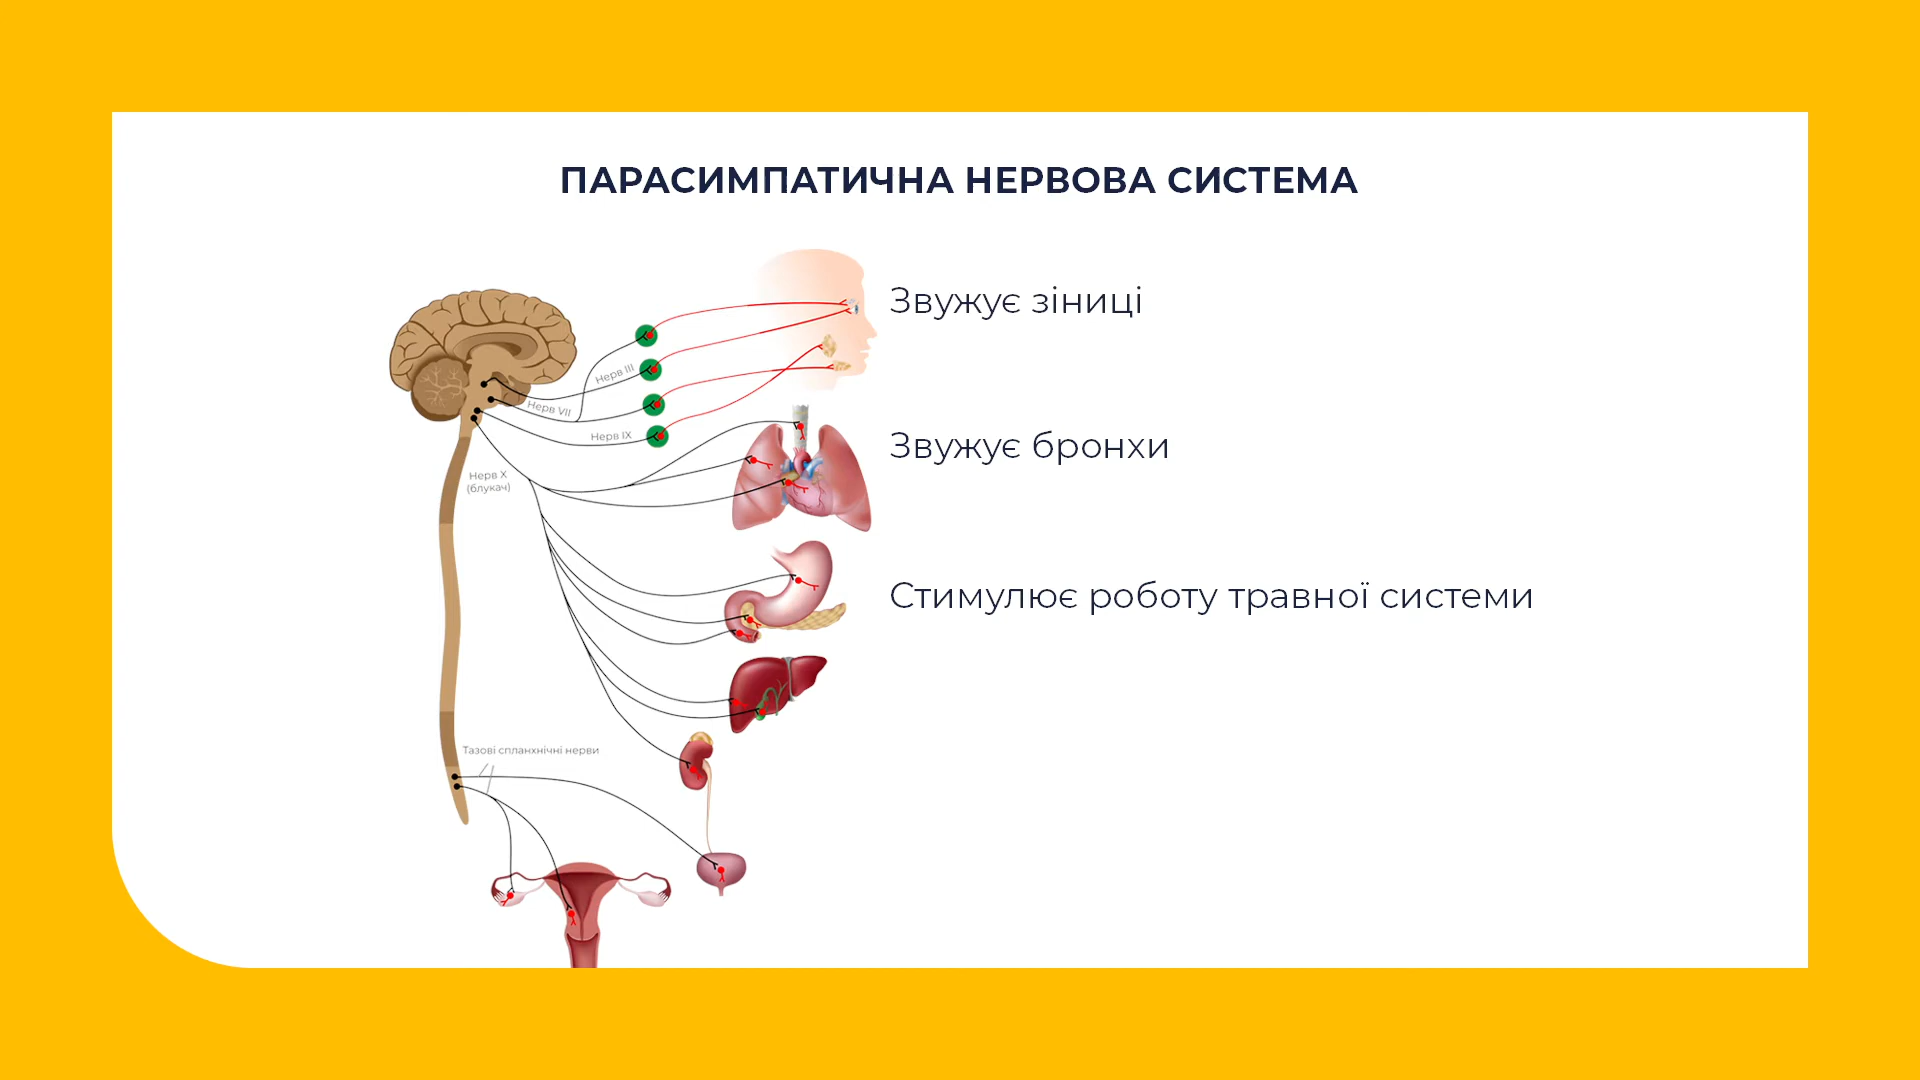 ПАРАСИМПАТИЧНА НЕРВОВА СИСТЕМА
Звужує зіниці
Нерв III
Нерв VII
Нерв IX
Звужує бронхи
Нерв X
(блукач)
Стимулює роботу травної системи
Тазові спланхнічні нерви